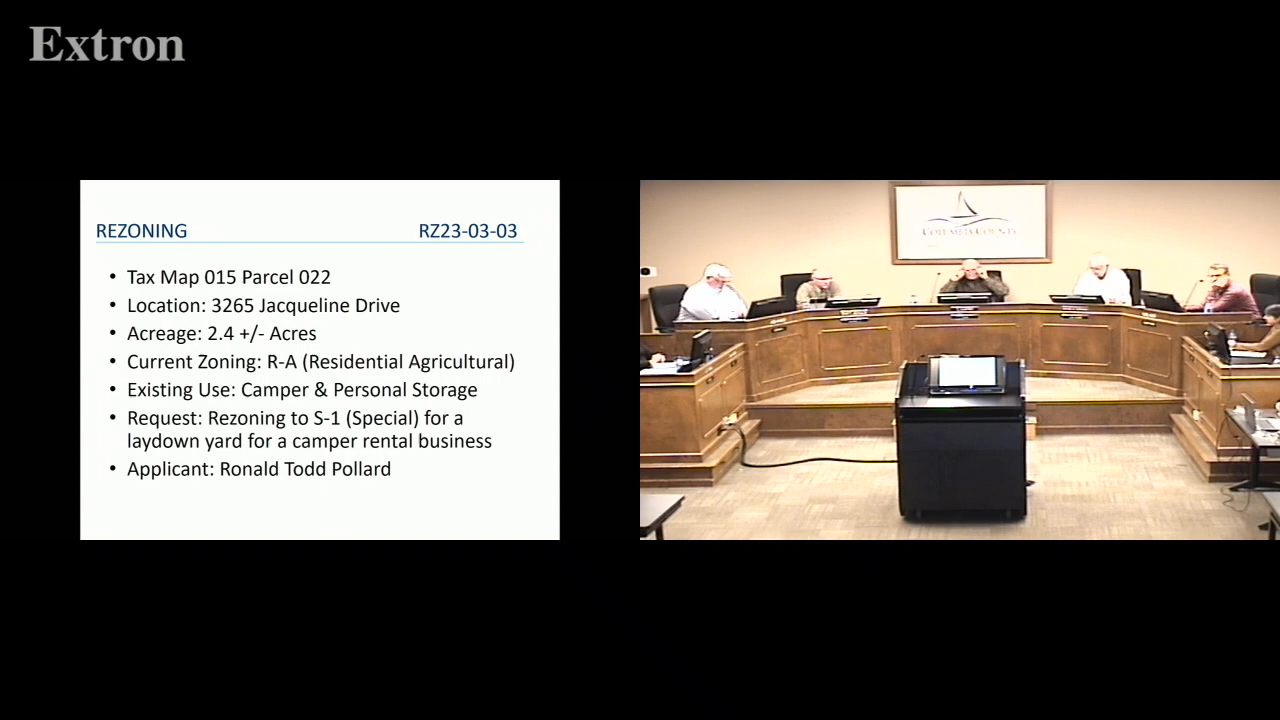 Extron
REZONING RZ23-03-03
• Tax Map 015 Parcel 022
• Location: 3265 Jacqueline Drive
• Acreage: 2.4 +/- Acres
• Current Zoning: R-A (Residential Agricultural)
• Existing Use: Camper & Personal Storage
• Request: Rezoning to S-1 (Special) for a
laydown yard for a camper rental business
• Applicant: Ronald Todd Pollard
COLUMBIA COUNTY